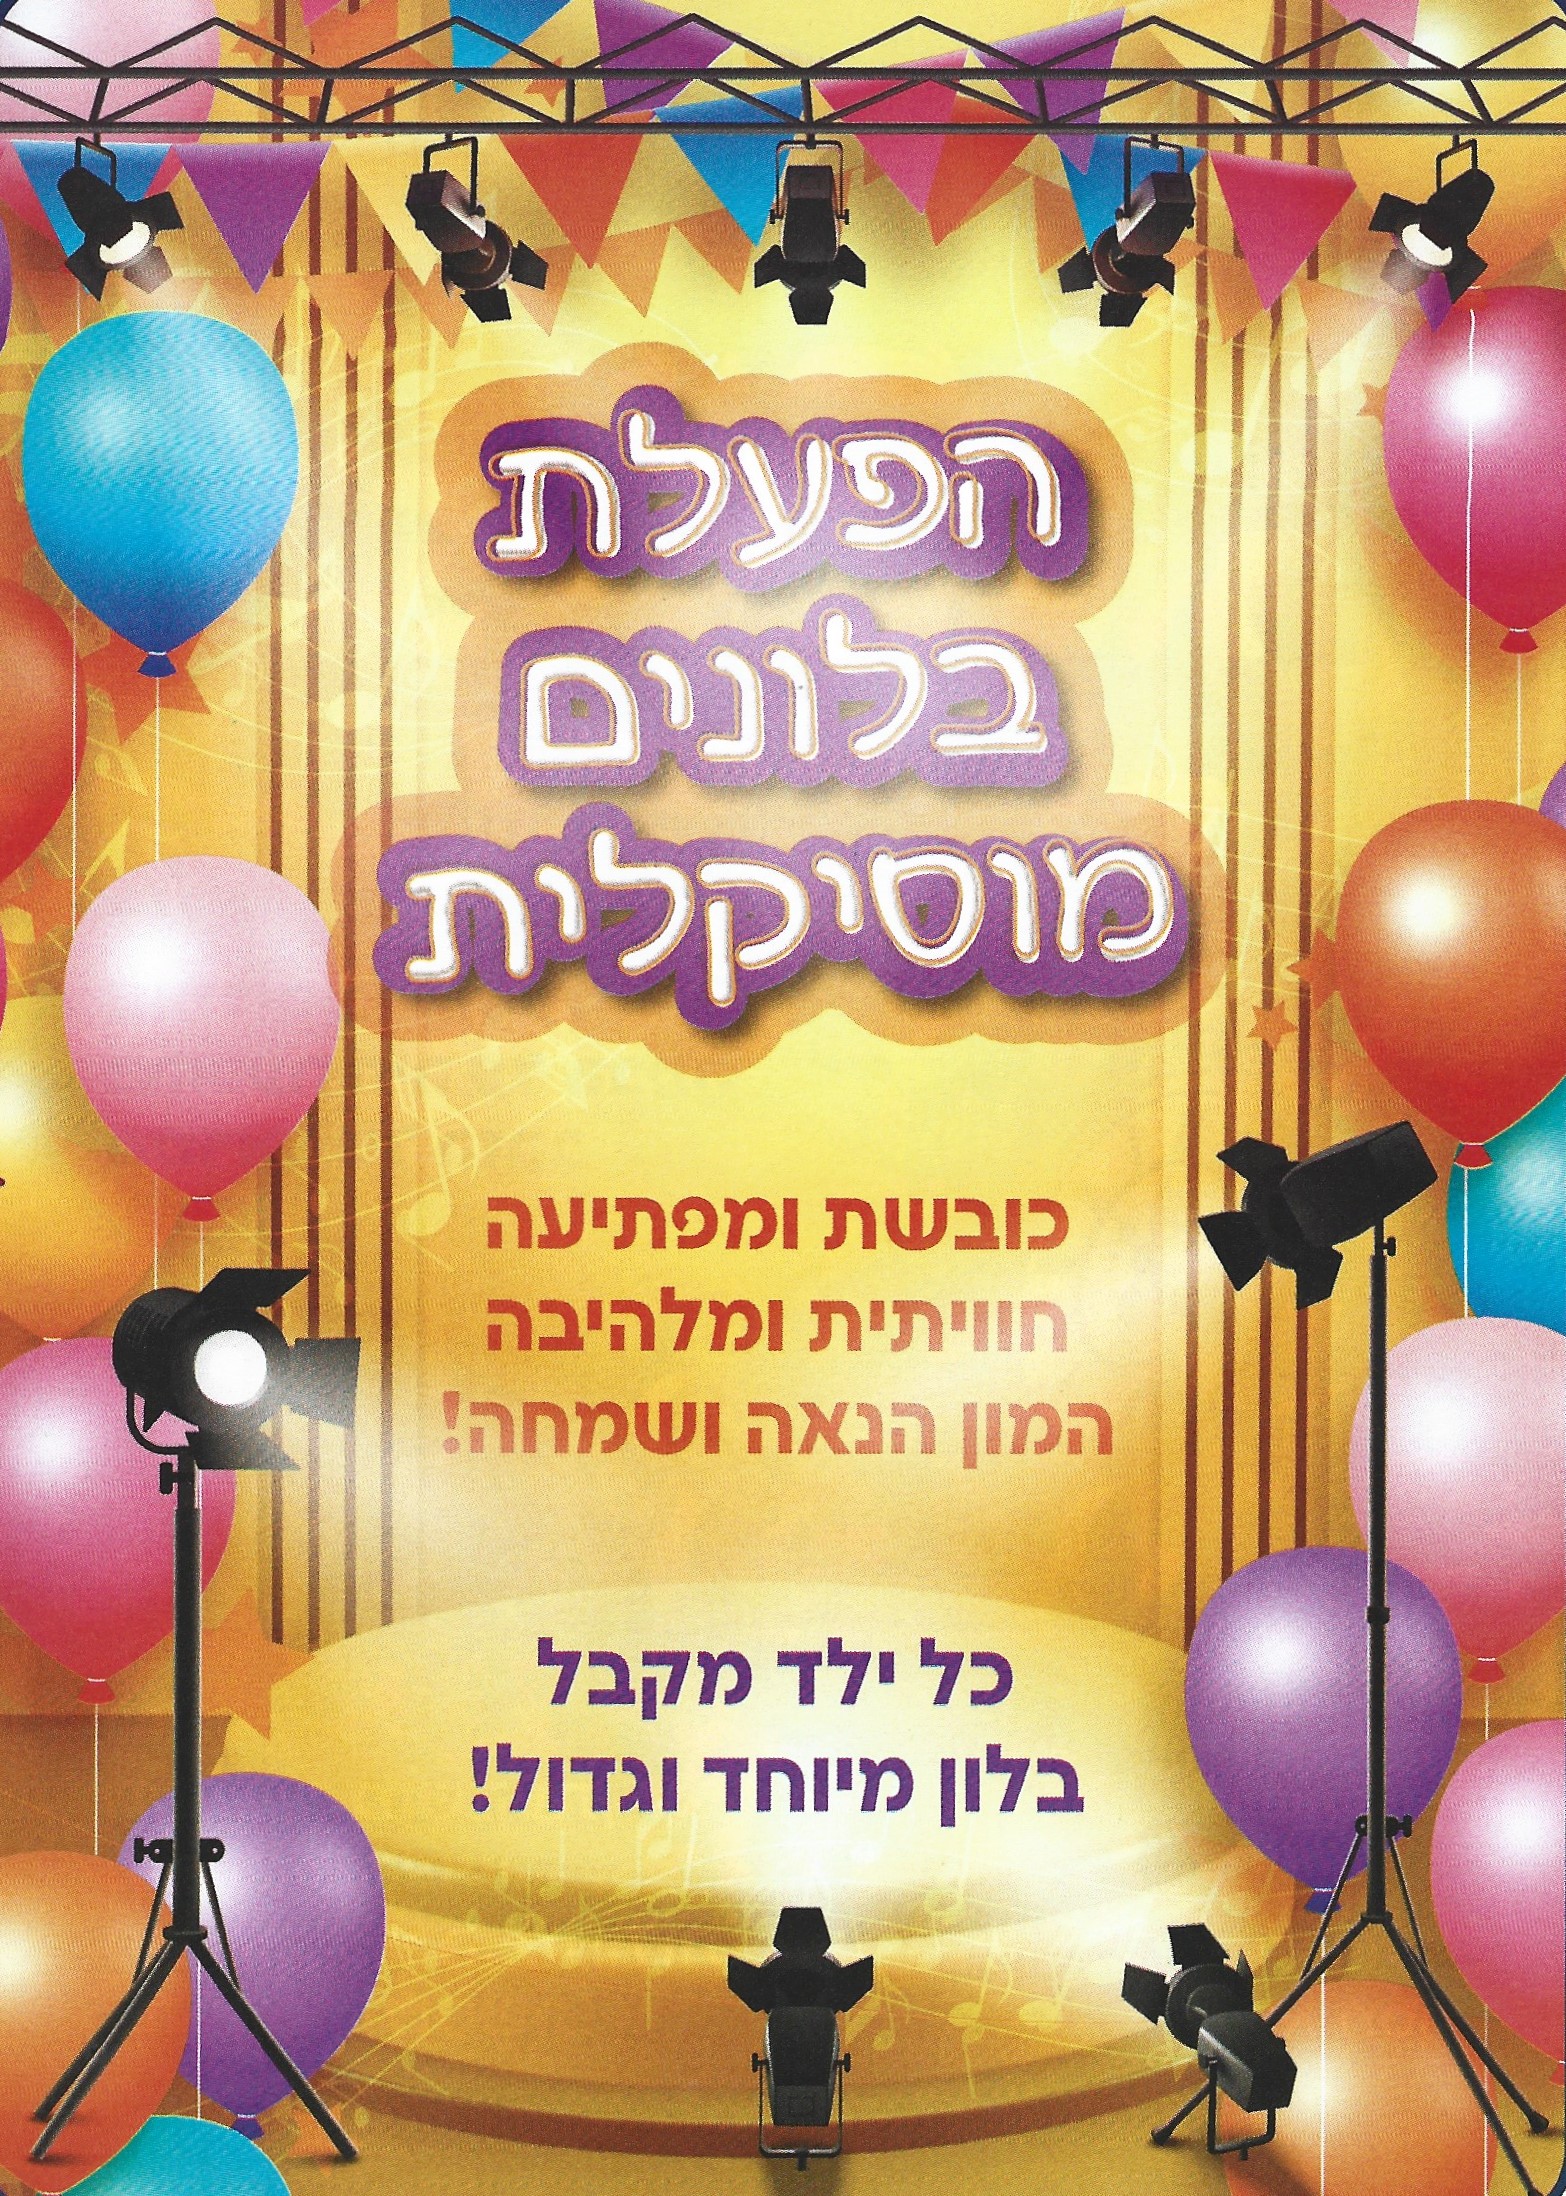 הפעלת
בלונים
מוסיקלית
כובשת ומפתיעה
חוויתית ומלהיבה
המון הנאה ושמחה!
כל ילד מקבל
בלון מיוחד וגדול!